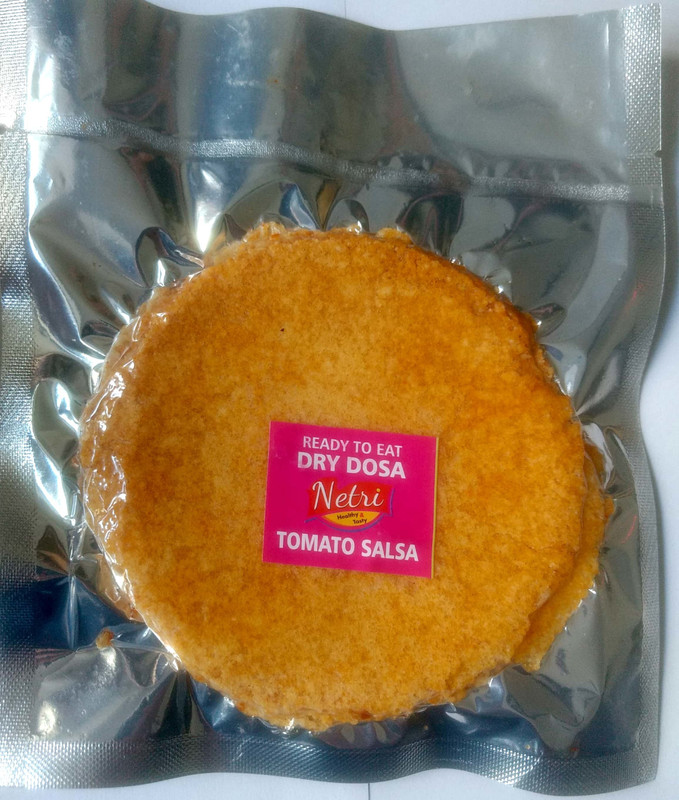 READY TO EAT
DRY DOSA
Netri
Healthy &
Tasty
TOMATO SALSA